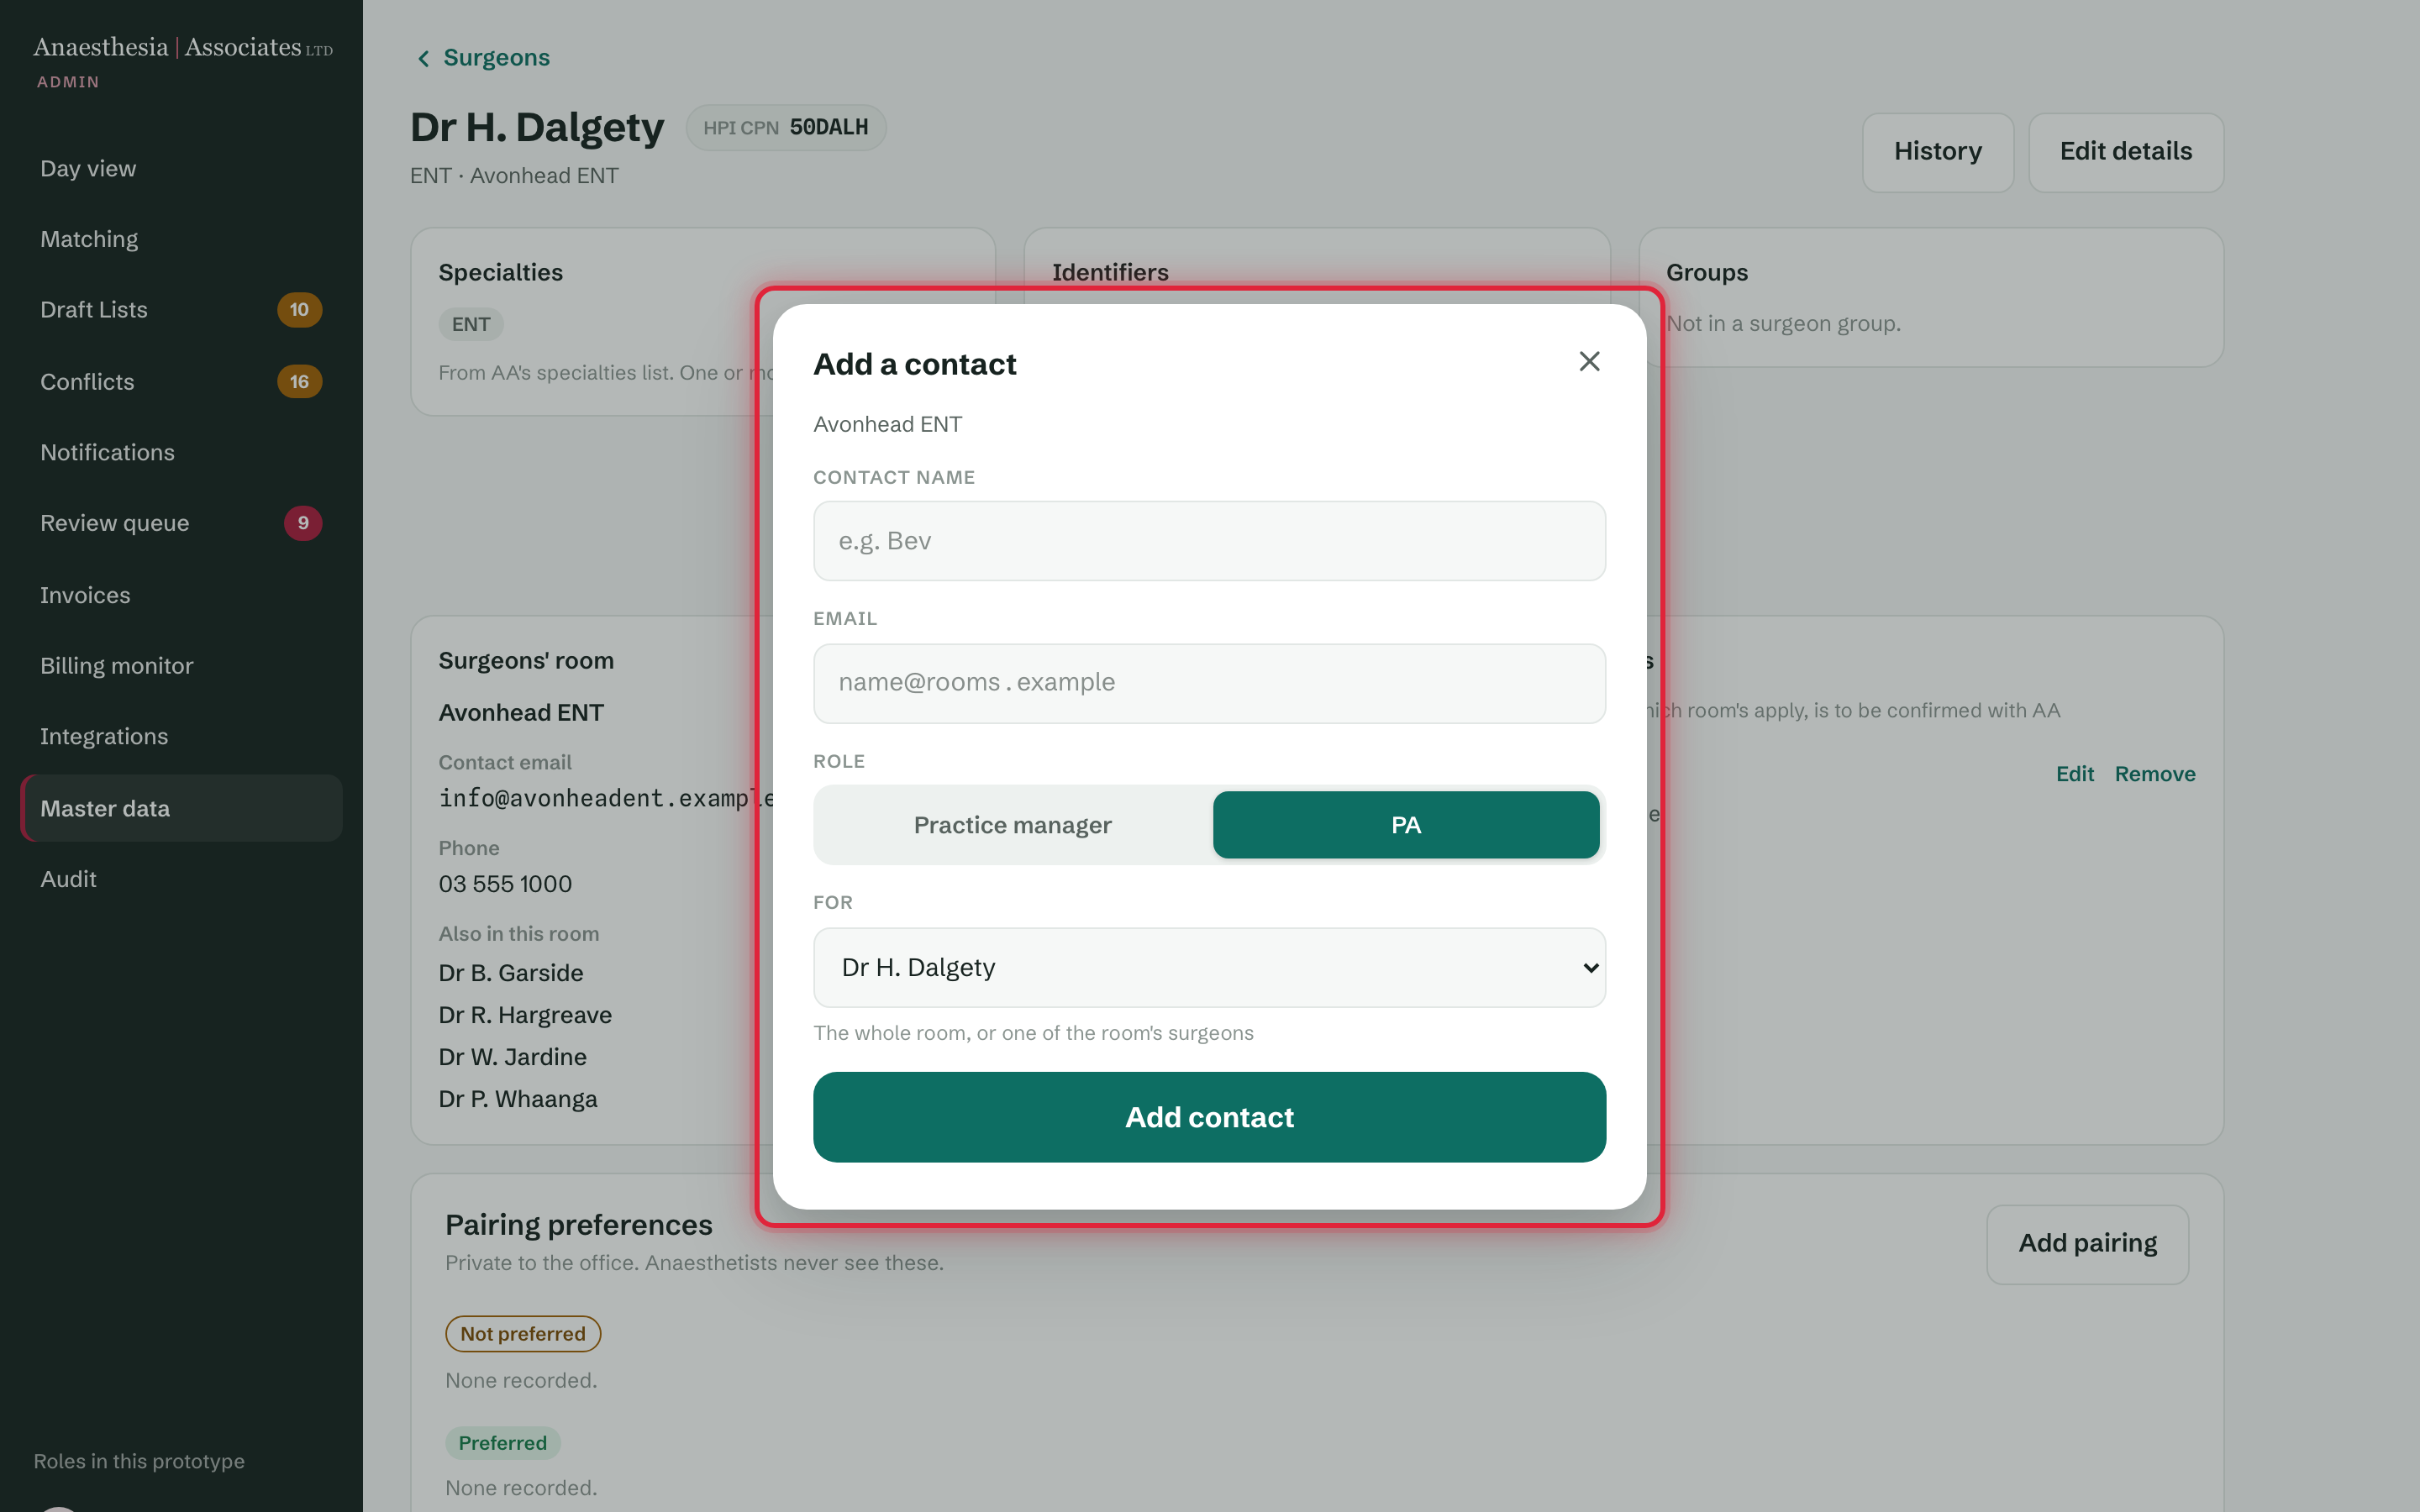 Anaesthesia | Associates LTD
ADMIN
Day view
Matching
Draft Lists 10
Conflicts 16
Notifications
Review queue 9
Invoices
Billing monitor
Integrations
Master data
Audit
Roles in this prototype
Surgeons
Dr H. Dalgety HPI CPN 50DALH
ENT · Avonhead ENT
History
Edit details
Specialties
ENT
From AA's specialties list. One or
Identifiers
Groups
Not in a surgeon group.
Surgeons' room
Avonhead ENT
Contact email
info@avonheadent.example
Phone
03 555 1000
Also in this room
Dr B. Garside
Dr R. Hargreave
Dr W. Jardine
Dr P. Whaanga
room's apply, is to be confirmed with AA
Edit Remove
Add a contact
Avonhead ENT
CONTACT NAME
e.g. Bev
EMAIL
name@rooms.example
ROLE
Practice manager PA
FOR
Dr H. Dalgety
The whole room, or one of the room's surgeons
Add contact
Pairing preferences
Private to the office. Anaesthetists never see these.
Add pairing
Not preferred
None recorded.
Preferred
None recorded.